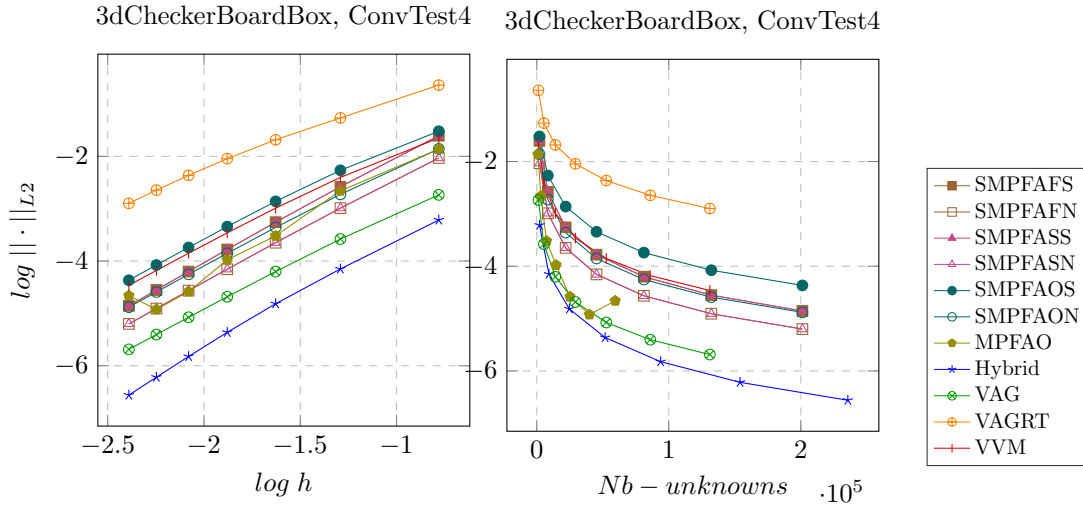 3dCheckerBoardBox, ConvTest4
3dCheckerBoardBox, ConvTest4
log || · ||L2
−2
−4
−6
−2.5
−2
−1.5
−1
log h
−2
−4
−6
0
1
2
·10^5
Nb − unknowns
SMPFAFS
SMPFAFN
SMPFASS
SMPFASN
SMPFAOS
SMPFAON
MPFAO
Hybrid
VAG
VAGRT
VVM